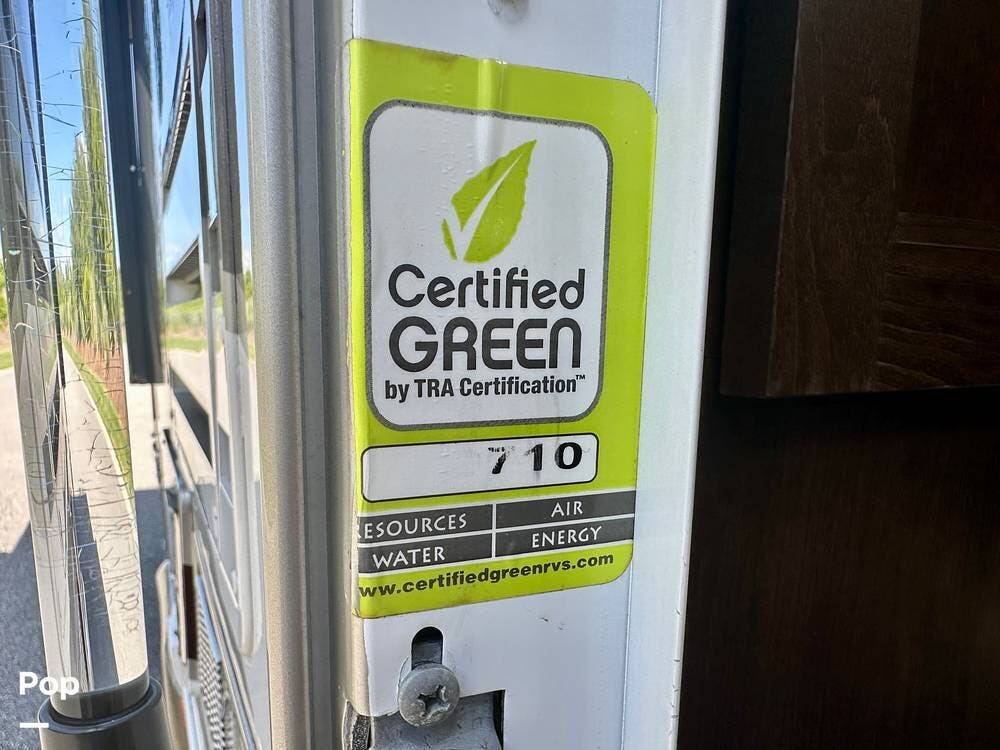 Certified
GREEN
by TRA Certification™
710
RESOURCES
AIR
WATER
ENERGY
www.certifiedgreenrvs.com
Pop